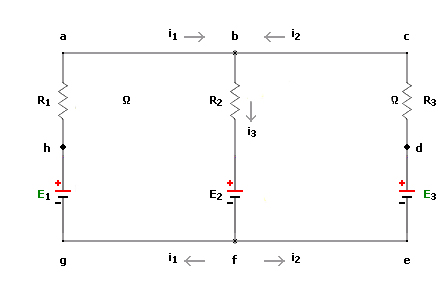 a i₁ b i₂ c
R₁ Ω R₂ Ω R₃
i₃
h d
+ + +
E₁ E₂ E₃
- - -
g i₁ f i₂ e